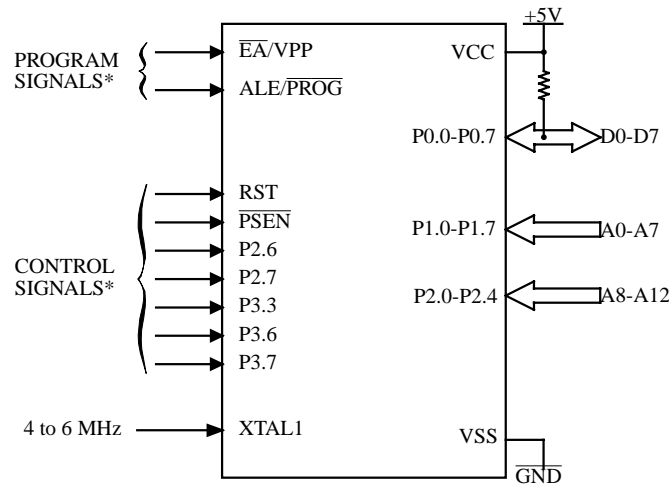 +5V
PROGRAM
SIGNALS*
EA/VPP
ALE/PROG
VCC
P0.0-P0.7
D0-D7
CONTROL
SIGNALS*
RST
PSEN
P2.6
P2.7
P3.3
P3.6
P3.7
P1.0-P1.7
A0-A7
P2.0-P2.4
A8-A12
4 to 6 MHz
XTAL1
VSS
GND